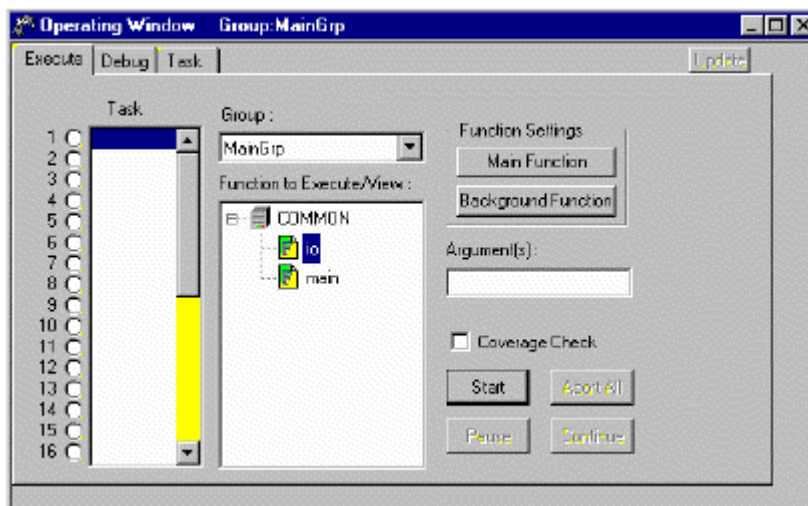 Operating Window Group:MainGrp
Execute Debug Task
Update
Task
1
2
3
4
5
6
7
8
9
10
11
12
13
14
15
16
Group :
MainGrp
Function to Execute/View :
COMMON
io
main
Function Settings
Main Function
Background Function
Argument(s) :
Coverage Check
Start Abort All
Pause Continue